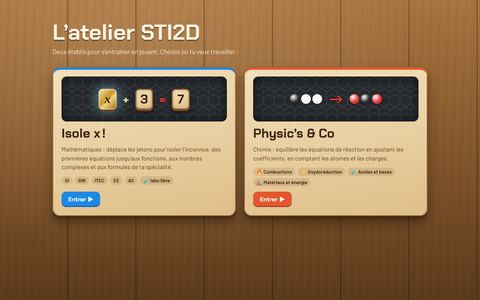 L'atelier STI2D
Deux établis pour s'entraîner en jouant. Choisis où tu veux travailler :
x + 3 = 7
Isole x !
Mathématiques : déplace les jetons pour isoler l'inconnue, des
premières équations jusqu'aux fonctions, aux nombres
complexes et aux formules de ta spécialité.
SI SIN ITEC EE AC labo libre
Entrer ▶
Physic's & Co
Chimie : équilibre les équations de réaction en ajustant les
coefficients, en comptant les atomes et les charges.
Combustions Oxydoréduction Acides et bases
Matériaux et énergie
Entrer ▶